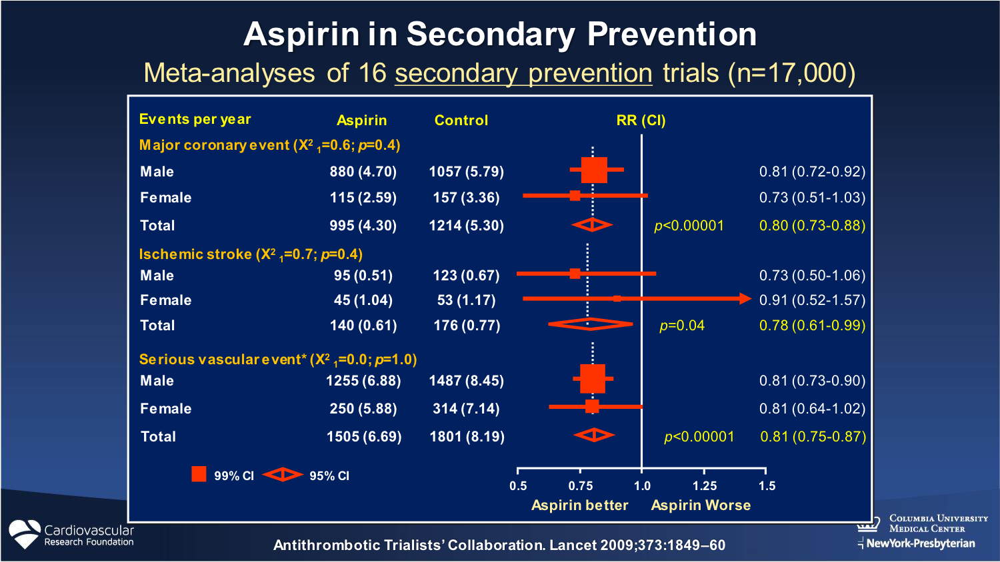 Aspirin in Secondary Prevention
Meta-analyses of 16 secondary prevention trials (n=17,000)
Events per year Aspirin Control RR (CI)
Major coronary event (X² ₁=0.6; p=0.4)
Male 880 (4.70) 1057 (5.79) 0.81 (0.72-0.92)
Female 115 (2.59) 157 (3.36) 0.73 (0.51-1.03)
Total 995 (4.30) 1214 (5.30) p<0.00001 0.80 (0.73-0.88)
Ischemic stroke (X² ₁=0.7; p=0.4)
Male 95 (0.51) 123 (0.67) 0.73 (0.50-1.06)
Female 45 (1.04) 53 (1.17) 0.91 (0.52-1.57)
Total 140 (0.61) 176 (0.77) p=0.04 0.78 (0.61-0.99)
Serious vascular event* (X² ₁=0.0; p=1.0)
Male 1255 (6.88) 1487 (8.45) 0.81 (0.73-0.90)
Female 250 (5.88) 314 (7.14) 0.81 (0.64-1.02)
Total 1505 (6.69) 1801 (8.19) p<0.00001 0.81 (0.75-0.87)
99% CI 95% CI
0.5 0.75 1.0 1.25 1.5
Aspirin better Aspirin Worse
Cardiovascular
Research Foundation
Antithrombotic Trialists' Collaboration. Lancet 2009;373:1849–60
Columbia University
Medical Center
NewYork-Presbyterian